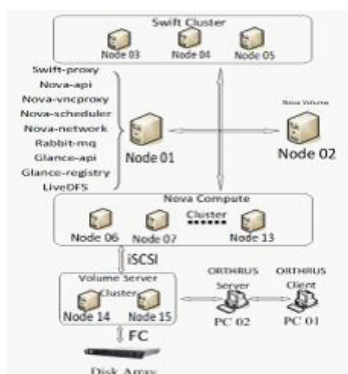 Swift Cluster
Node 03
Node 04
Node 05
Swift-proxy
Nova-api
Nova-vncproxy
Nova-scheduler
Nova-network
Rabbit-mq
Glance-api
Glance-registry
LiveDFS
Node 01
Nova Volume
Node 02
Nova Compute
Cluster
Node 06
Node 07
Node 13
iSCSI
Volume Server
Cluster
Node 14
Node 15
ORTHRUS
Server
PC 02
ORTHRUS
Client
PC 01
FC
Disk Array